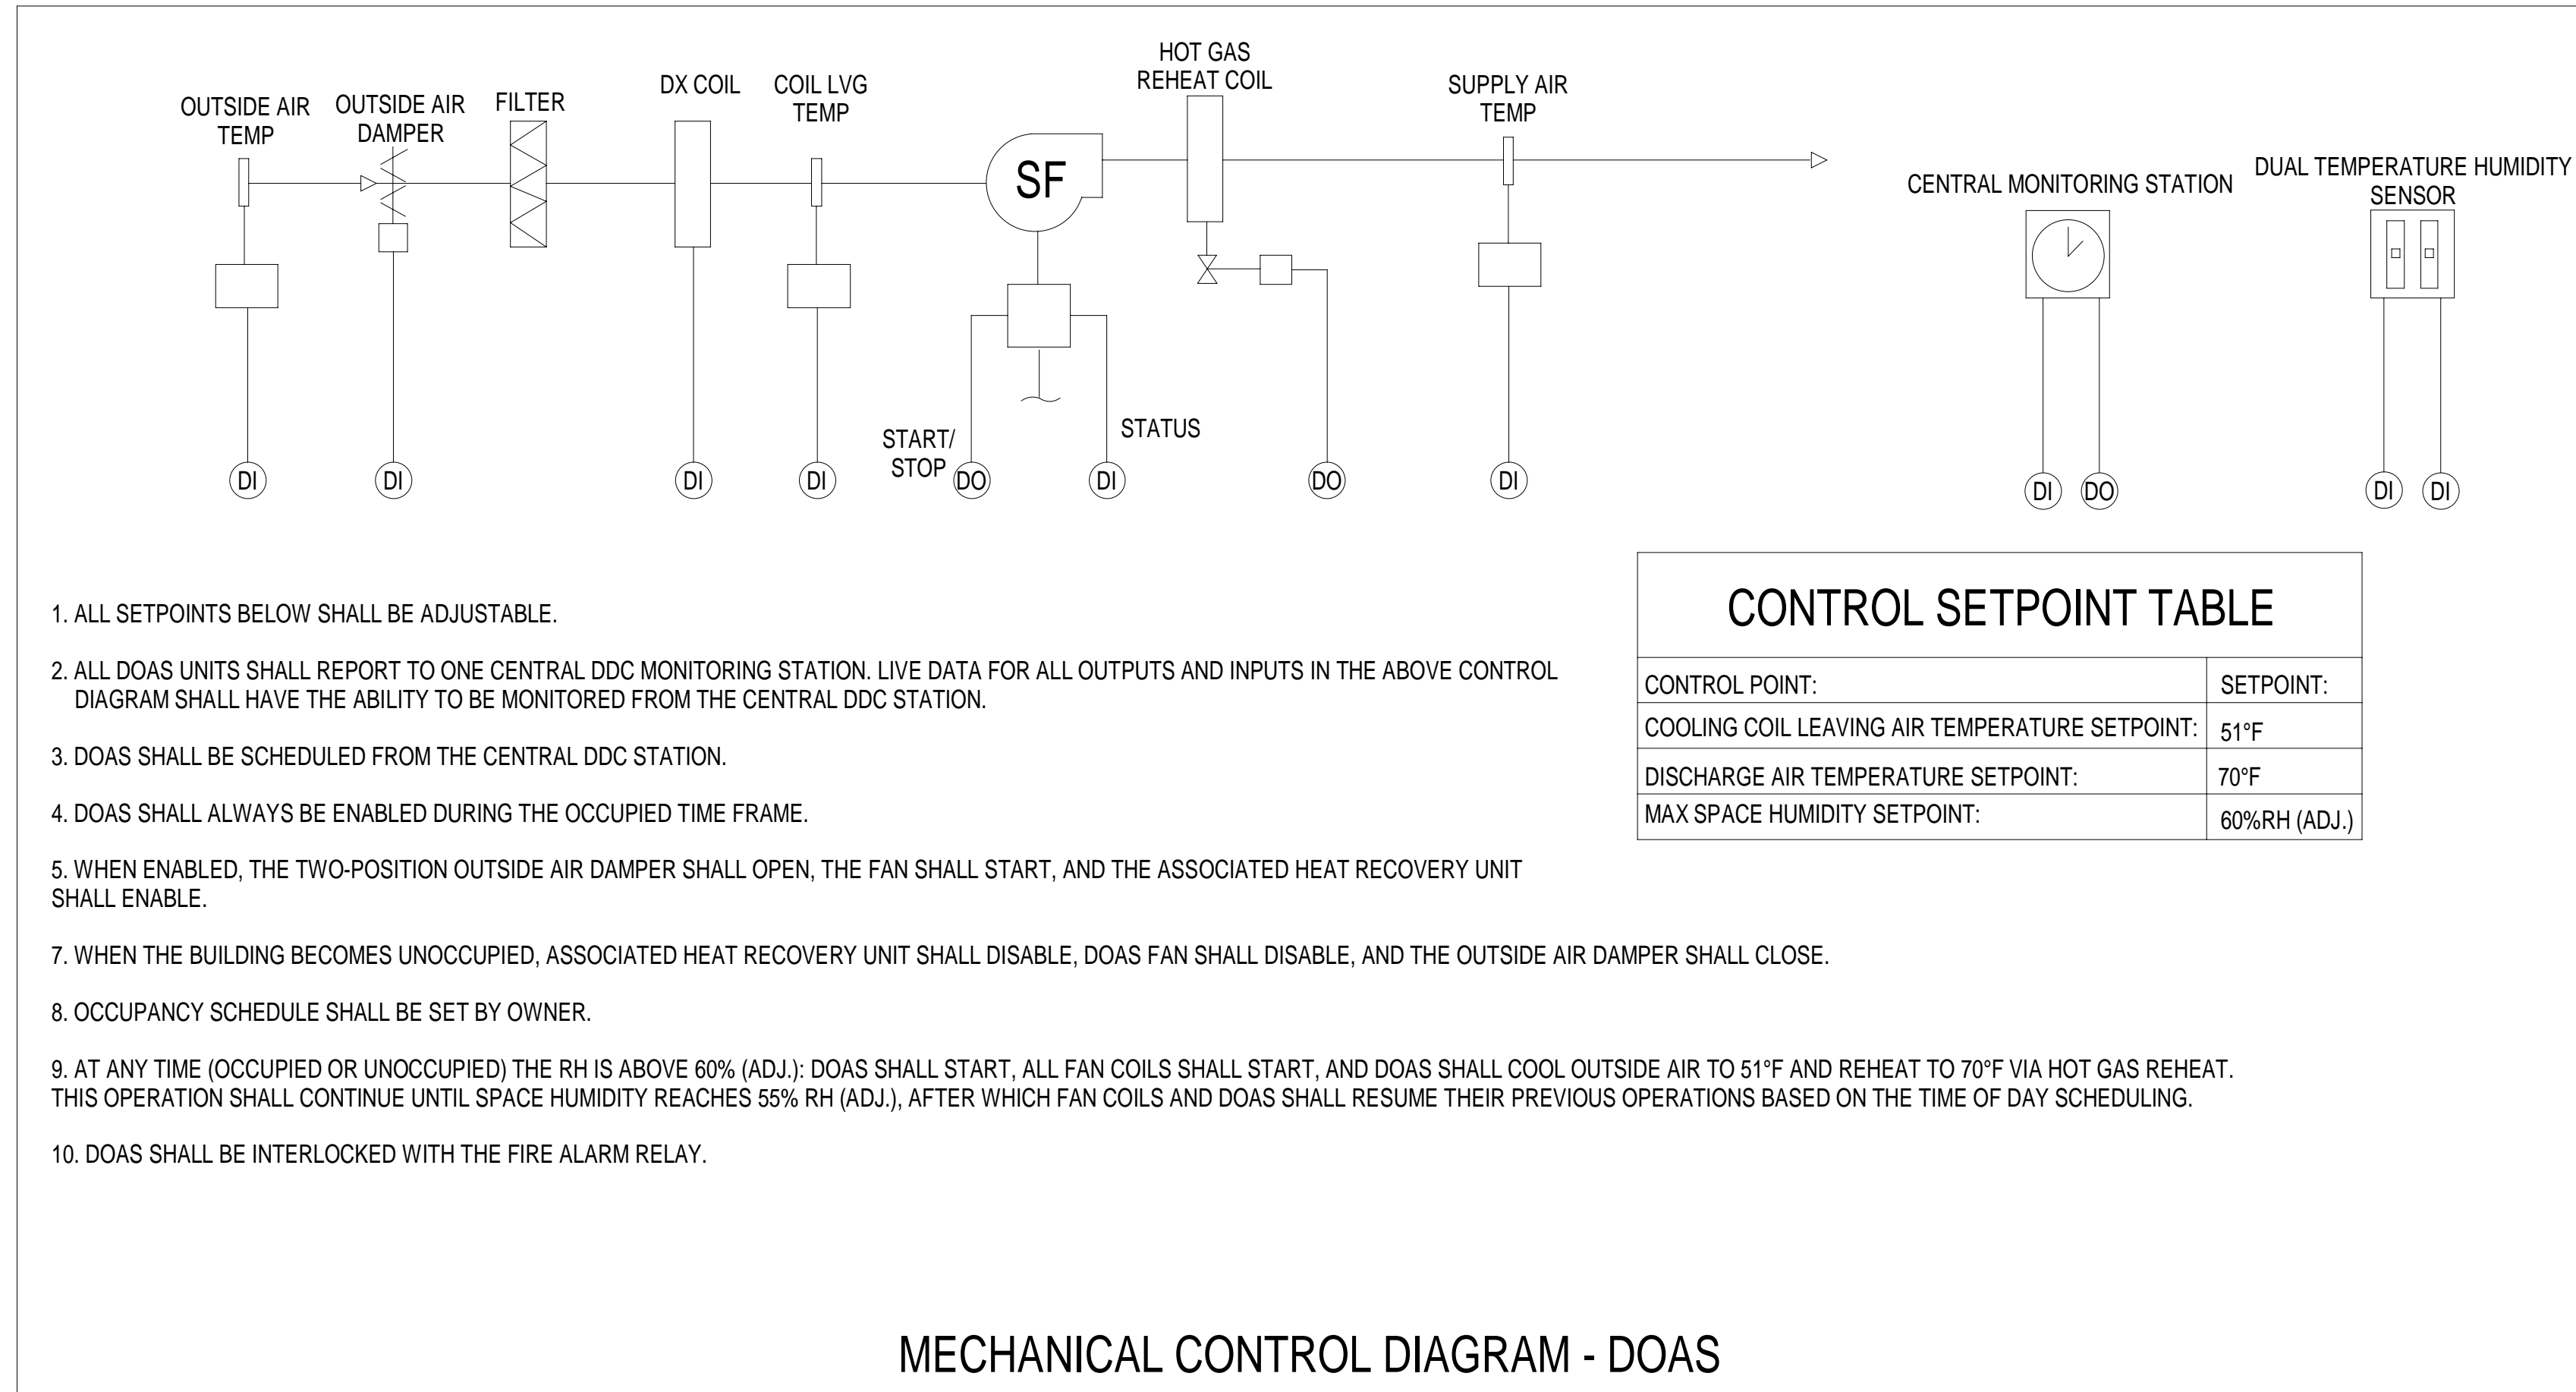 OUTSIDE AIR
TEMP
OUTSIDE AIR
DAMPER
FILTER
DX COIL
COIL LVG
TEMP
SF
HOT GAS
REHEAT COIL
SUPPLY AIR
TEMP
CENTRAL MONITORING STATION
DUAL TEMPERATURE HUMIDITY
SENSOR
START/
STOP
STATUS
DI
DI
DI
DI
DO
DI
DO
DI
DI
DO
DI
DI
1. ALL SETPOINTS BELOW SHALL BE ADJUSTABLE.
2. ALL DOAS UNITS SHALL REPORT TO ONE CENTRAL DDC MONITORING STATION. LIVE DATA FOR ALL OUTPUTS AND INPUTS IN THE ABOVE CONTROL
DIAGRAM SHALL HAVE THE ABILITY TO BE MONITORED FROM THE CENTRAL DDC STATION.
3. DOAS SHALL BE SCHEDULED FROM THE CENTRAL DDC STATION.
4. DOAS SHALL ALWAYS BE ENABLED DURING THE OCCUPIED TIME FRAME.
5. WHEN ENABLED, THE TWO-POSITION OUTSIDE AIR DAMPER SHALL OPEN, THE FAN SHALL START, AND THE ASSOCIATED HEAT RECOVERY UNIT
SHALL ENABLE.
7. WHEN THE BUILDING BECOMES UNOCCUPIED, ASSOCIATED HEAT RECOVERY UNIT SHALL DISABLE, DOAS FAN SHALL DISABLE, AND THE OUTSIDE AIR DAMPER SHALL CLOSE.
8. OCCUPANCY SCHEDULE SHALL BE SET BY OWNER.
9. AT ANY TIME (OCCUPIED OR UNOCCUPIED) THE RH IS ABOVE 60% (ADJ.): DOAS SHALL START, ALL FAN COILS SHALL START, AND DOAS SHALL COOL OUTSIDE AIR TO 51°F AND REHEAT TO 70°F VIA HOT GAS REHEAT.
THIS OPERATION SHALL CONTINUE UNTIL SPACE HUMIDITY REACHES 55% RH (ADJ.), AFTER WHICH FAN COILS AND DOAS SHALL RESUME THEIR PREVIOUS OPERATIONS BASED ON THE TIME OF DAY SCHEDULING.
10. DOAS SHALL BE INTERLOCKED WITH THE FIRE ALARM RELAY.
CONTROL SETPOINT TABLE
CONTROL POINT: SETPOINT:
COOLING COIL LEAVING AIR TEMPERATURE SETPOINT: 51°F
DISCHARGE AIR TEMPERATURE SETPOINT: 70°F
MAX SPACE HUMIDITY SETPOINT: 60%RH (ADJ.)
MECHANICAL CONTROL DIAGRAM - DOAS